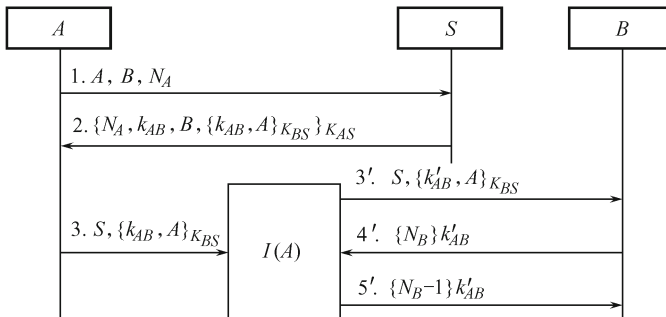 A S B
1. A, B, N_A
2. {N_A, k_AB, B, {k_AB, A}_K_BS}_K_AS
3′. S, {k′_AB, A}_K_BS
3. S, {k_AB, A}_K_BS
I(A)
4′. {N_B}k′_AB
5′. {N_B−1}k′_AB